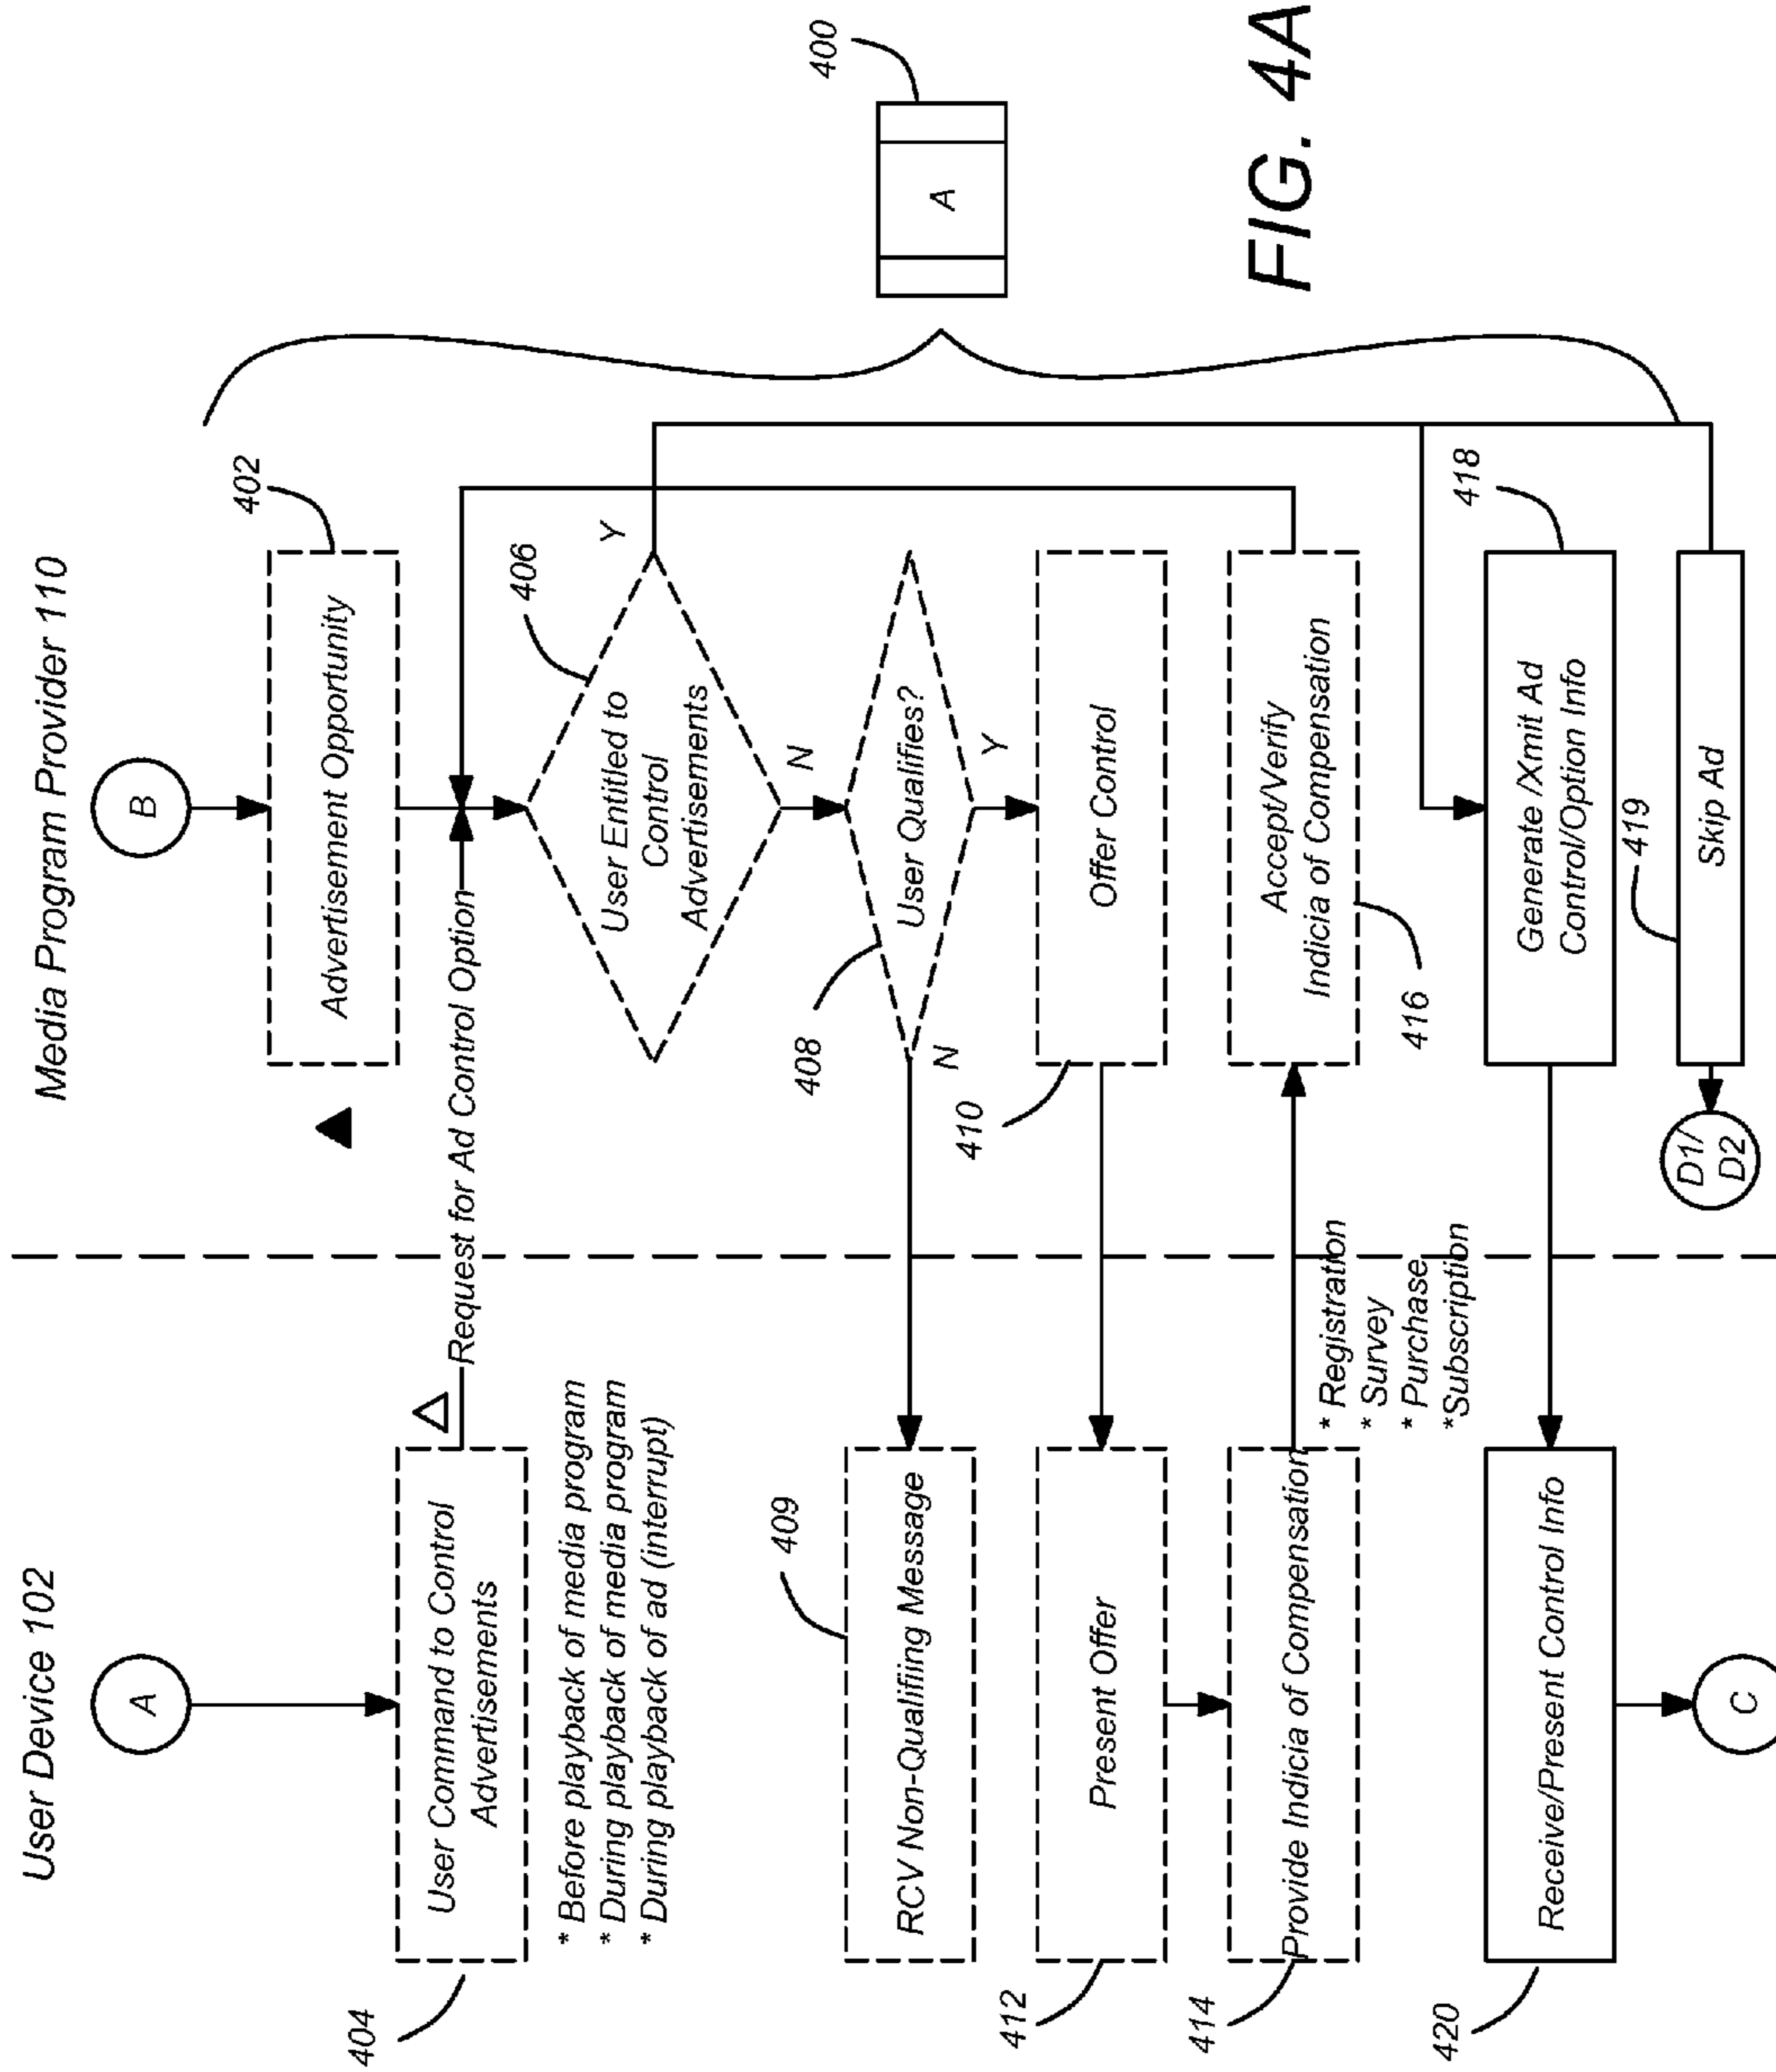 User Device 102
Media Program Provider 110
A
B
404
User Command to Control
Advertisements
* Before playback of media program
* During playback of media program
* During playback of ad (interrupt)
Request for Ad Control Option
402
Advertisement Opportunity
406
User Entitled to
Control
Advertisements
Y
N
408
User Qualifies?
N
Y
409
RCV Non-Qualifiing Message
410
Offer Control
412
Present Offer
414
Provide Indicia of Compensation
* Registration
* Survey
* Purchase
*Subscription
416
Accept/Verify
Indicia of Compensation
418
Generate /Xmit Ad
Control/Option Info
420
Receive/Present Control Info
419
Skip Ad
D1/
D2
C
400
A
FIG. 4A